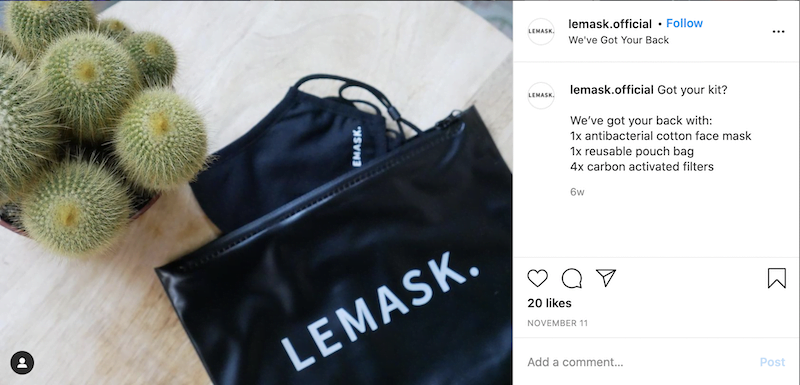 LEMASK.
LEMASK.
LEMASK.
lemask.official • Follow
We've Got Your Back
LEMASK.
lemask.official Got your kit?
We've got your back with:
1x antibacterial cotton face mask
1x reusable pouch bag
4x carbon activated filters
6w
20 likes
NOVEMBER 11
Add a comment...
Post